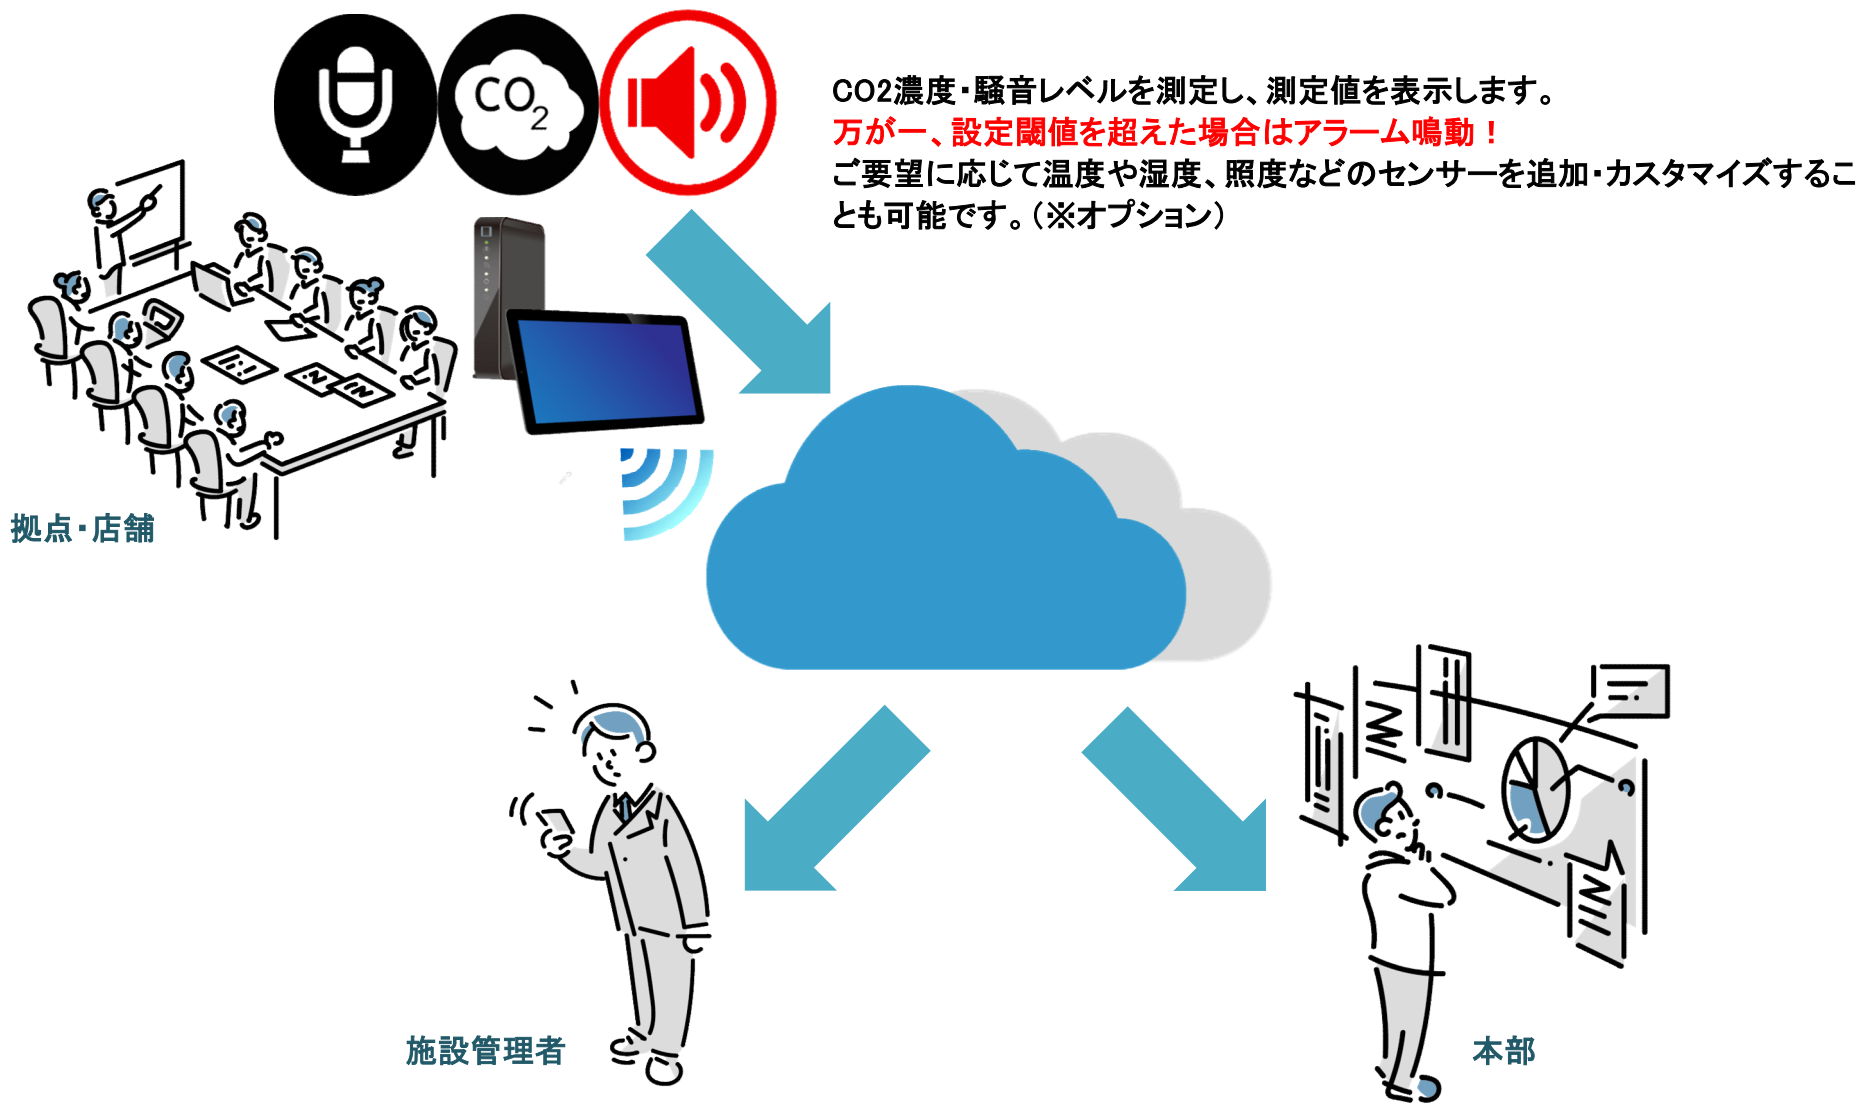 CO2
CO2濃度・騒音レベルを測定し、測定値を表示します。
万が一、設定閾値を超えた場合はアラーム鳴動！
ご要望に応じて温度や湿度、照度などのセンサーを追加・カスタマイズするこ
とも可能です。（※オプション）
拠点・店舗
施設管理者
本部